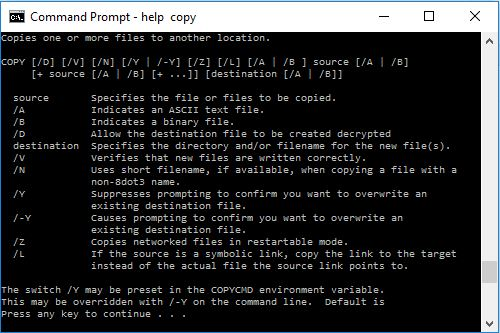 Command Prompt - help  copy
Copies one or more files to another location.
COPY [/D] [/V] [/N] [/Y | /-Y] [/Z] [/L] [/A | /B ] source [/A | /B]
     [+ source [/A | /B] [+ ...]] [destination [/A | /B]]
  source       Specifies the file or files to be copied.
  /A           Indicates an ASCII text file.
  /B           Indicates a binary file.
  /D           Allow the destination file to be created decrypted
  destination  Specifies the directory and/or filename for the new file(s).
  /V           Verifies that new files are written correctly.
  /N           Uses short filename, if available, when copying a file with a
               non-8dot3 name.
  /Y           Suppresses prompting to confirm you want to overwrite an
               existing destination file.
  /-Y          Causes prompting to confirm you want to overwrite an
               existing destination file.
  /Z           Copies networked files in restartable mode.
  /L           If the source is a symbolic link, copy the link to the target
               instead of the actual file the source link points to.
The switch /Y may be preset in the COPYCMD environment variable.
This may be overridden with /-Y on the command line.  Default is
Press any key to continue . . .